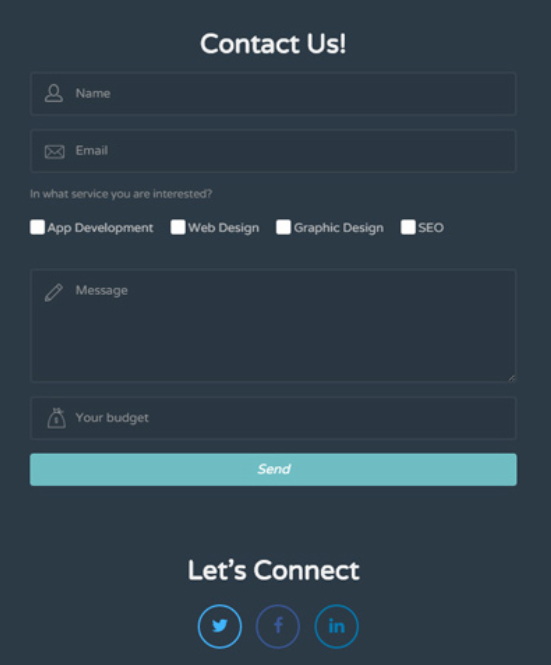 Contact Us!
Name
Email
In what service you are interested?
App Development Web Design Graphic Design SEO
Message
Your budget
Send
Let's Connect